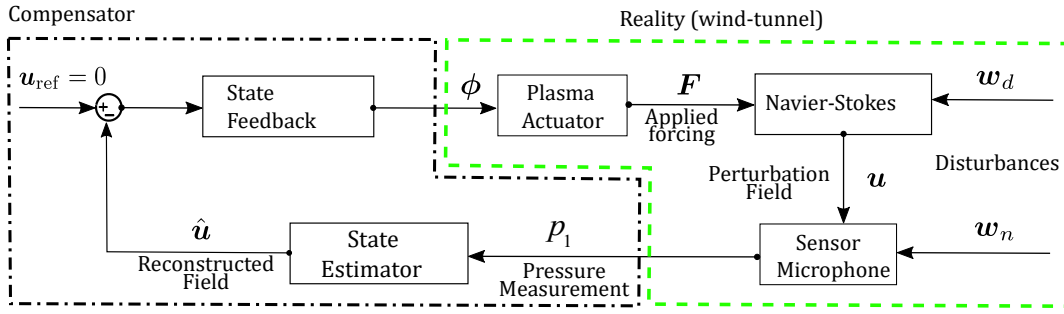 Compensator
Reality (wind-tunnel)
u_ref = 0
+
−
State
Feedback
ϕ
Plasma
Actuator
F
Applied
forcing
Navier-Stokes
w_d
Disturbances
Perturbation
Field
u
û
Reconstructed
Field
State
Estimator
p_1
Pressure
Measurement
Sensor
Microphone
w_n